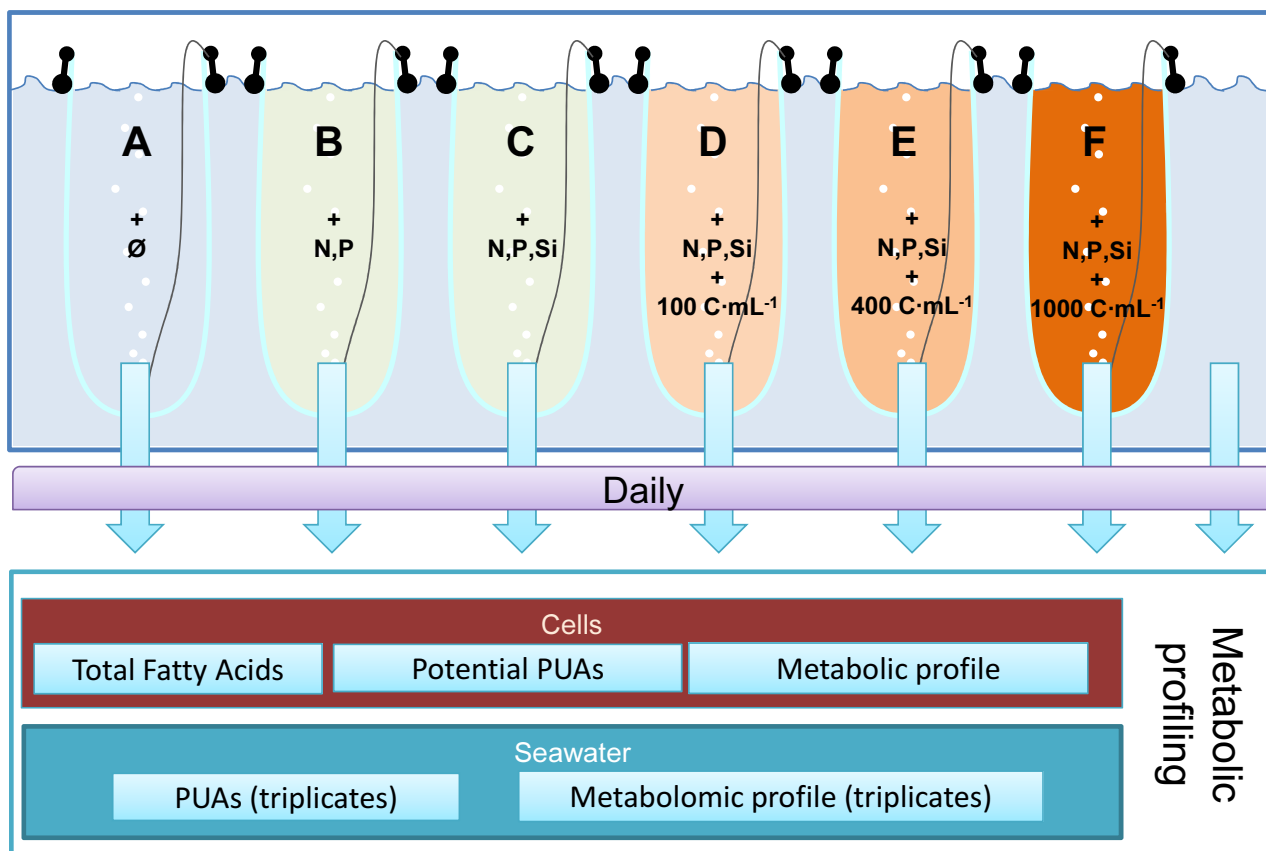 A
+
Ø
B
+
N,P
C
+
N,P,Si
D
+
N,P,Si
+
100 C·mL⁻¹
E
+
N,P,Si
+
400 C·mL⁻¹
F
+
N,P,Si
+
1000 C·mL⁻¹
Daily
Cells
Total Fatty Acids
Potential PUAs
Metabolic profile
Seawater
PUAs (triplicates)
Metabolomic profile (triplicates)
Metabolic
profiling